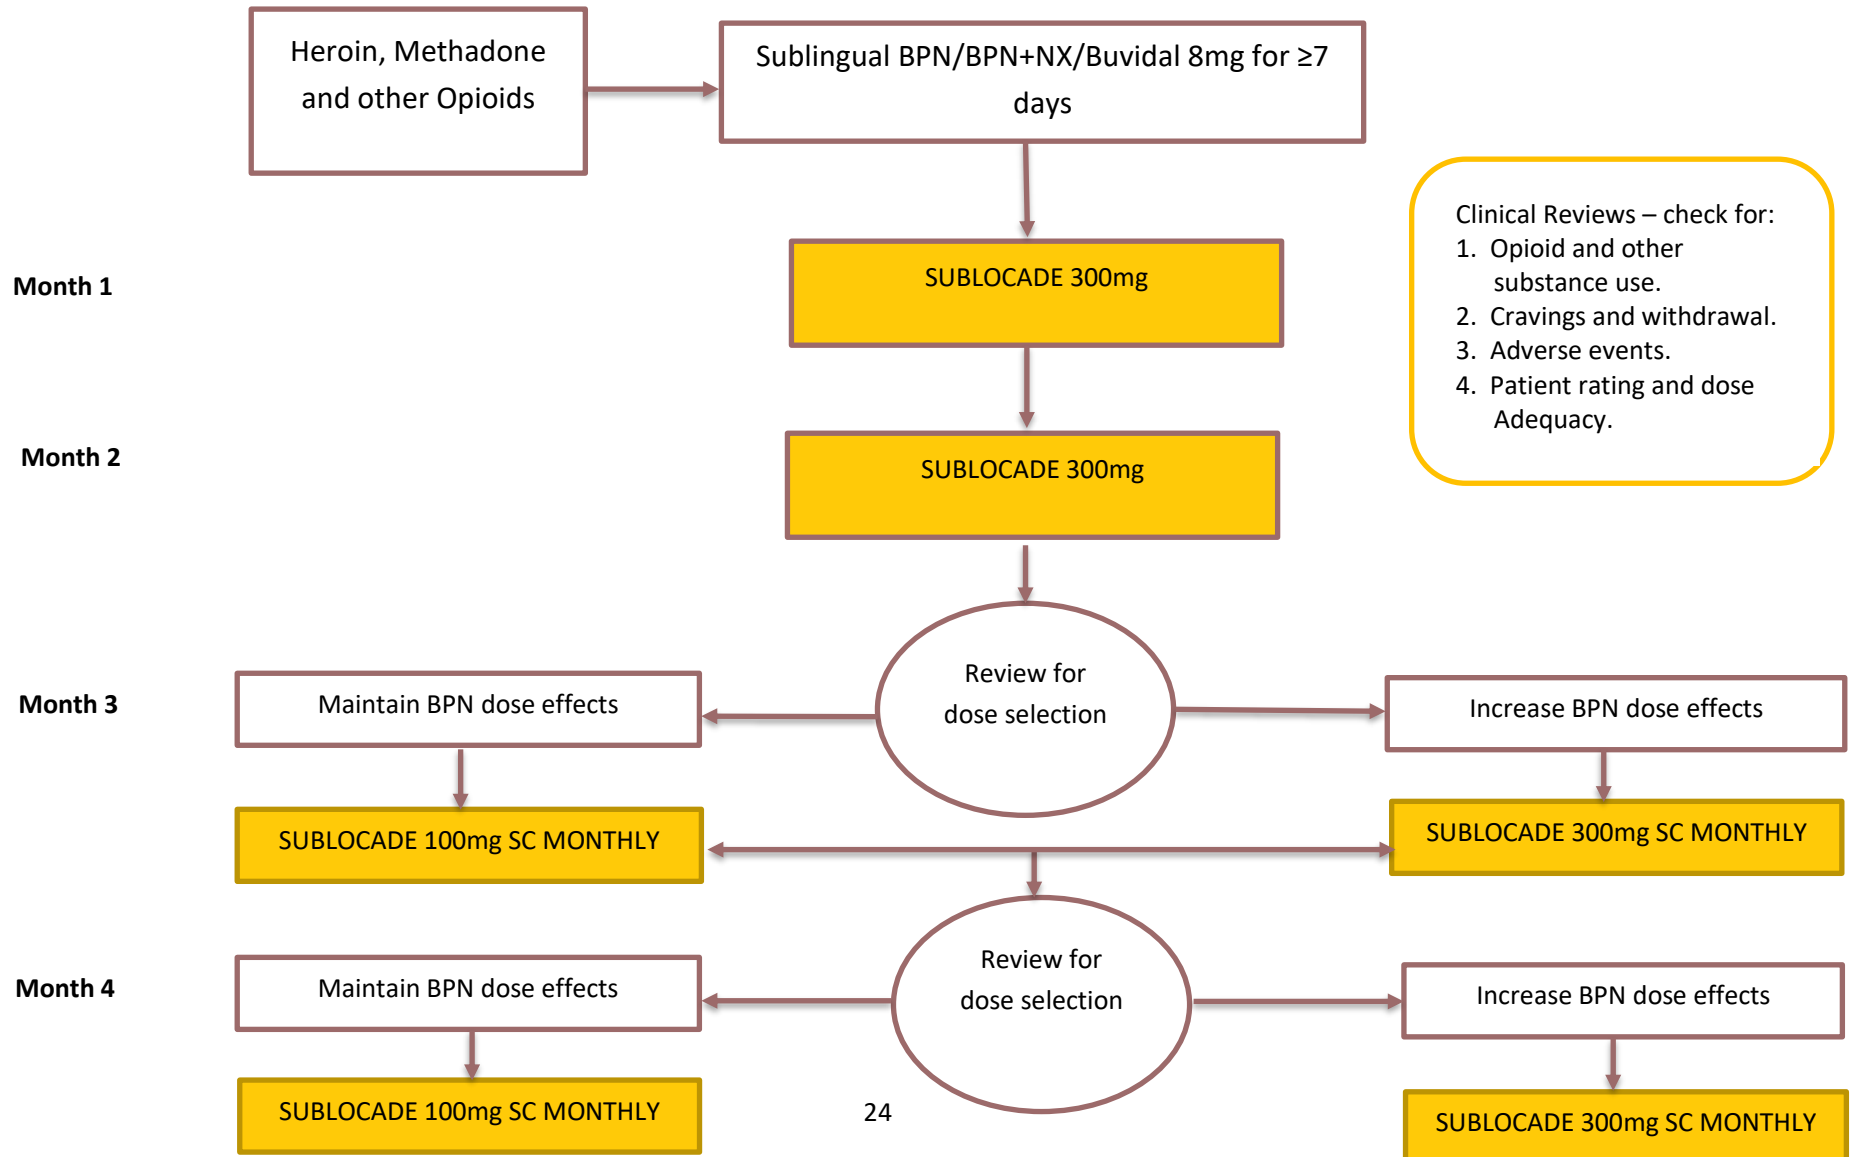 Heroin, Methadone
and other Opioids
Sublingual BPN/BPN+NX/Buvidal 8mg for ≥7
days
Clinical Reviews – check for:
1. Opioid and other
substance use.
2. Cravings and withdrawal.
3. Adverse events.
4. Patient rating and dose
Adequacy.
Month 1
SUBLOCADE 300mg
Month 2
SUBLOCADE 300mg
Review for
dose selection
Month 3
Maintain BPN dose effects
Increase BPN dose effects
SUBLOCADE 100mg SC MONTHLY
SUBLOCADE 300mg SC MONTHLY
Review for
dose selection
Month 4
Maintain BPN dose effects
Increase BPN dose effects
SUBLOCADE 100mg SC MONTHLY
24
SUBLOCADE 300mg SC MONTHLY